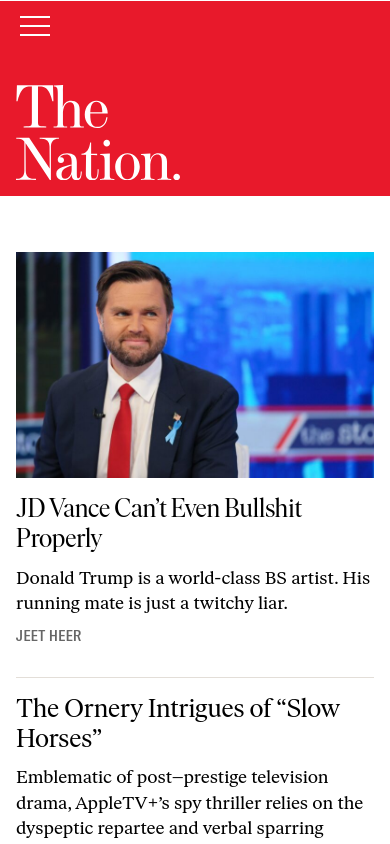 The
Nation.
the sto
JD Vance Can’t Even Bullshit
Properly
Donald Trump is a world-class BS artist. His
running mate is just a twitchy liar.
JEET HEER
The Ornery Intrigues of “Slow
Horses”
Emblematic of post–prestige television
drama, AppleTV+’s spy thriller relies on the
dyspeptic repartee and verbal sparring